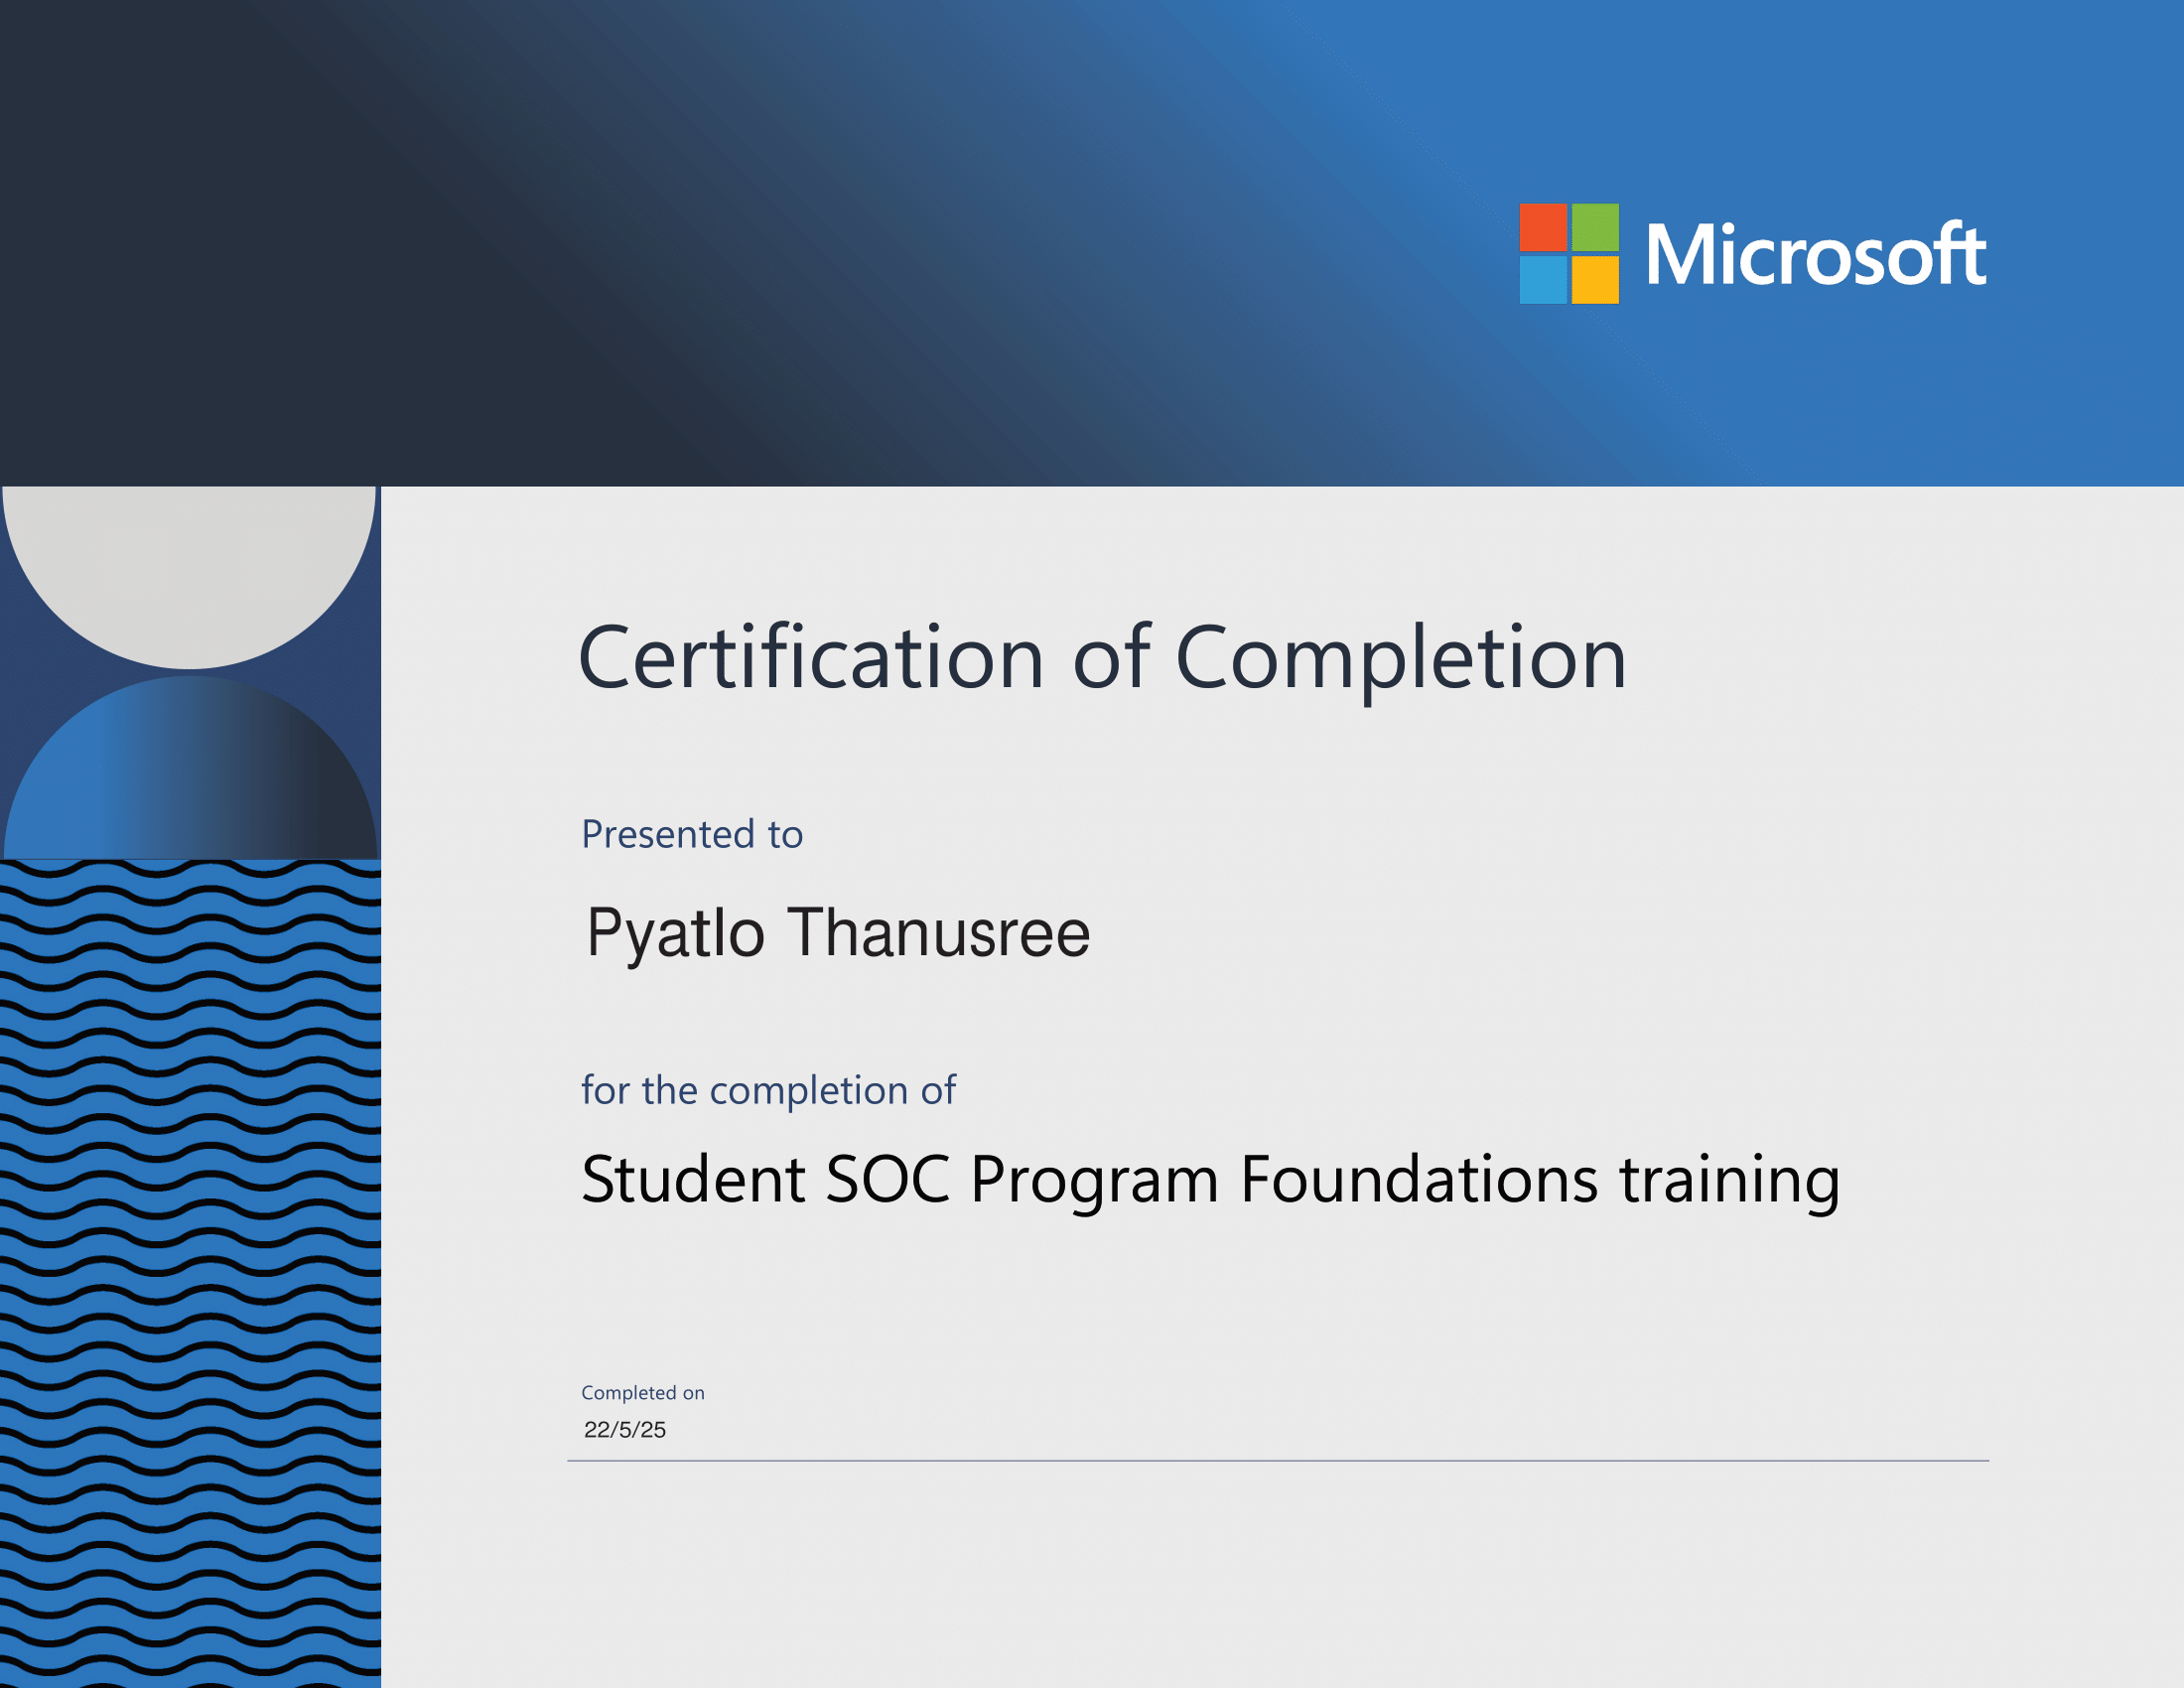 Microsoft
Certification of Completion
Presented to
Pyatlo Thanusree
for the completion of
Student SOC Program Foundations training
Completed on
22/5/25